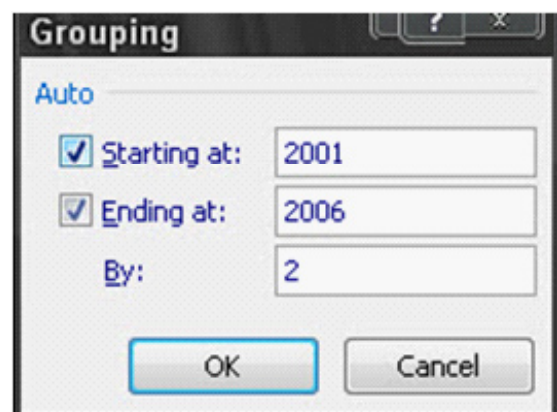 Grouping
Auto
Starting at: 2001
Ending at: 2006
By: 2
OK Cancel